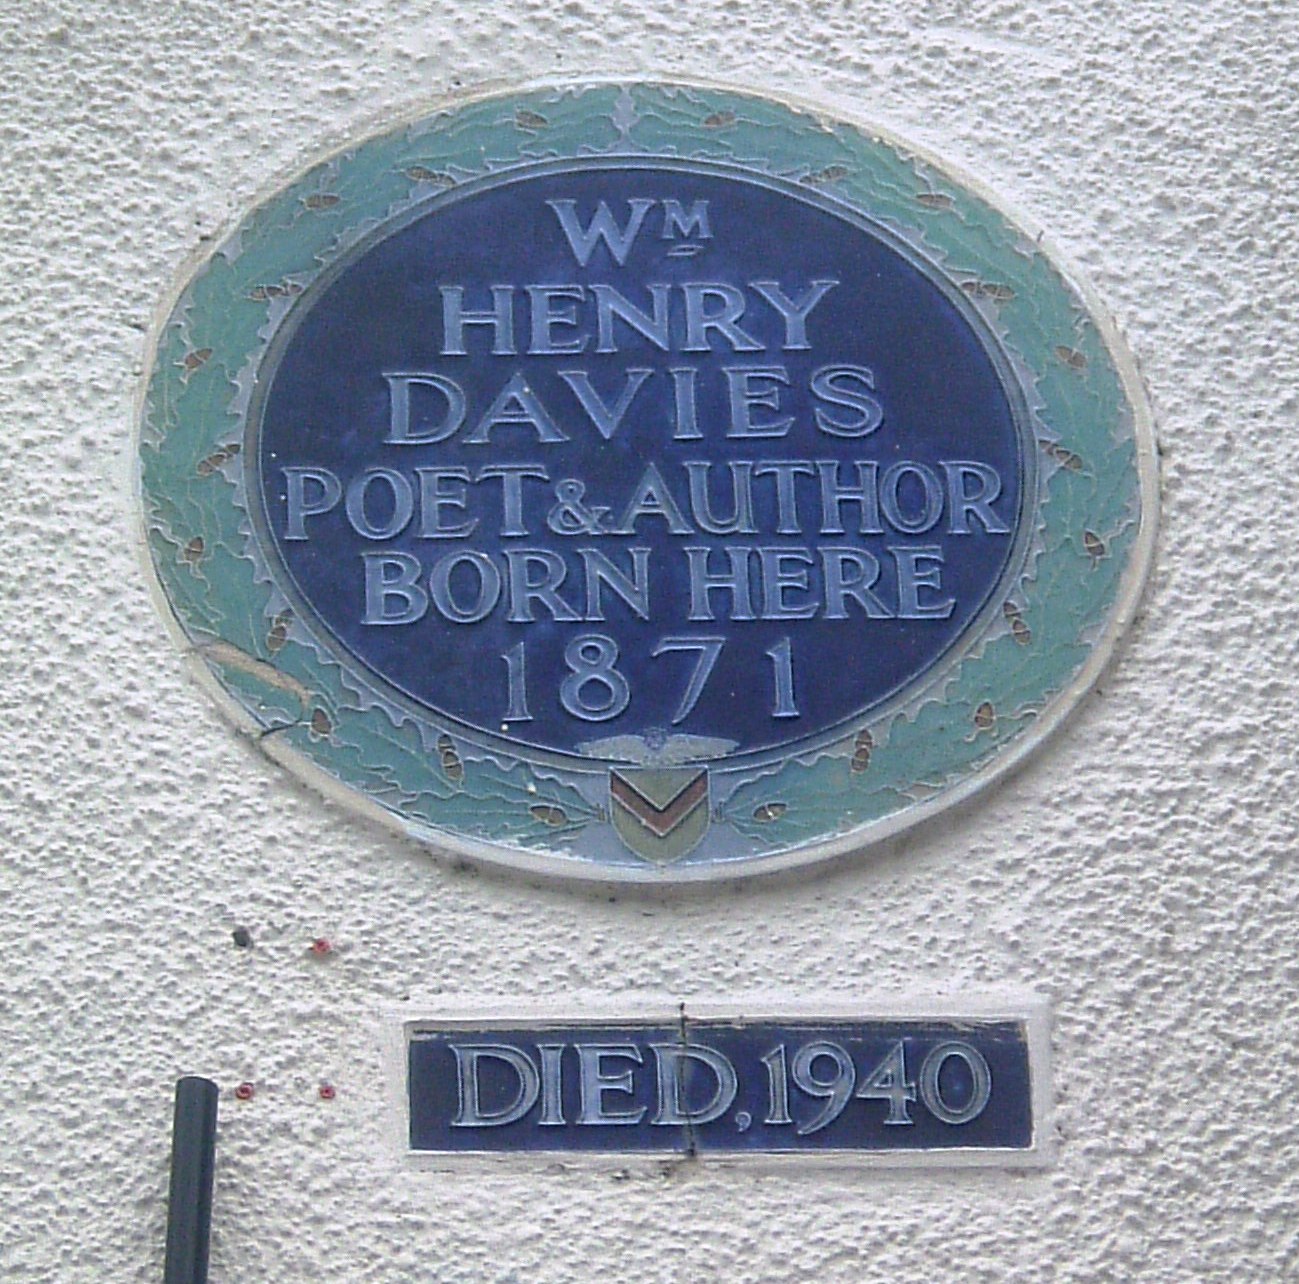 WM
HENRY
DAVIES
POET & AUTHOR
BORN HERE
1871
DIED, 1940